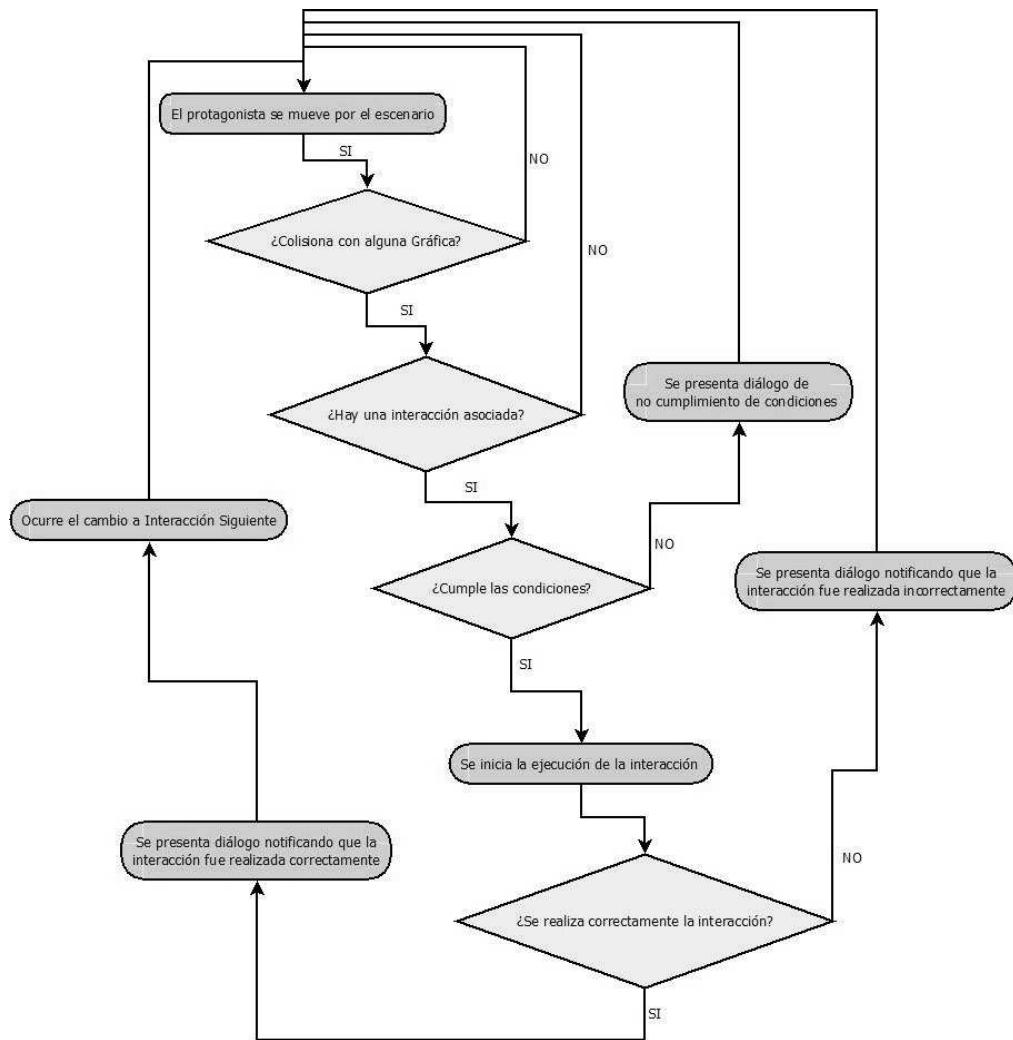 El protagonista se mueve por el escenario
SI
NO
¿Colisiona con alguna Gráfica?
NO
SI
Se presenta diálogo de
no cumplimiento de condiciones
¿Hay una interacción asociada?
SI
Ocurre el cambio a Interacción Siguiente
NO
Se presenta diálogo notificando que la
interacción fue realizada incorrectamente
¿Cumple las condiciones?
SI
Se inicia la ejecución de la interacción
Se presenta diálogo notificando que la
interacción fue realizada correctamente
NO
¿Se realiza correctamente la interacción?
SI